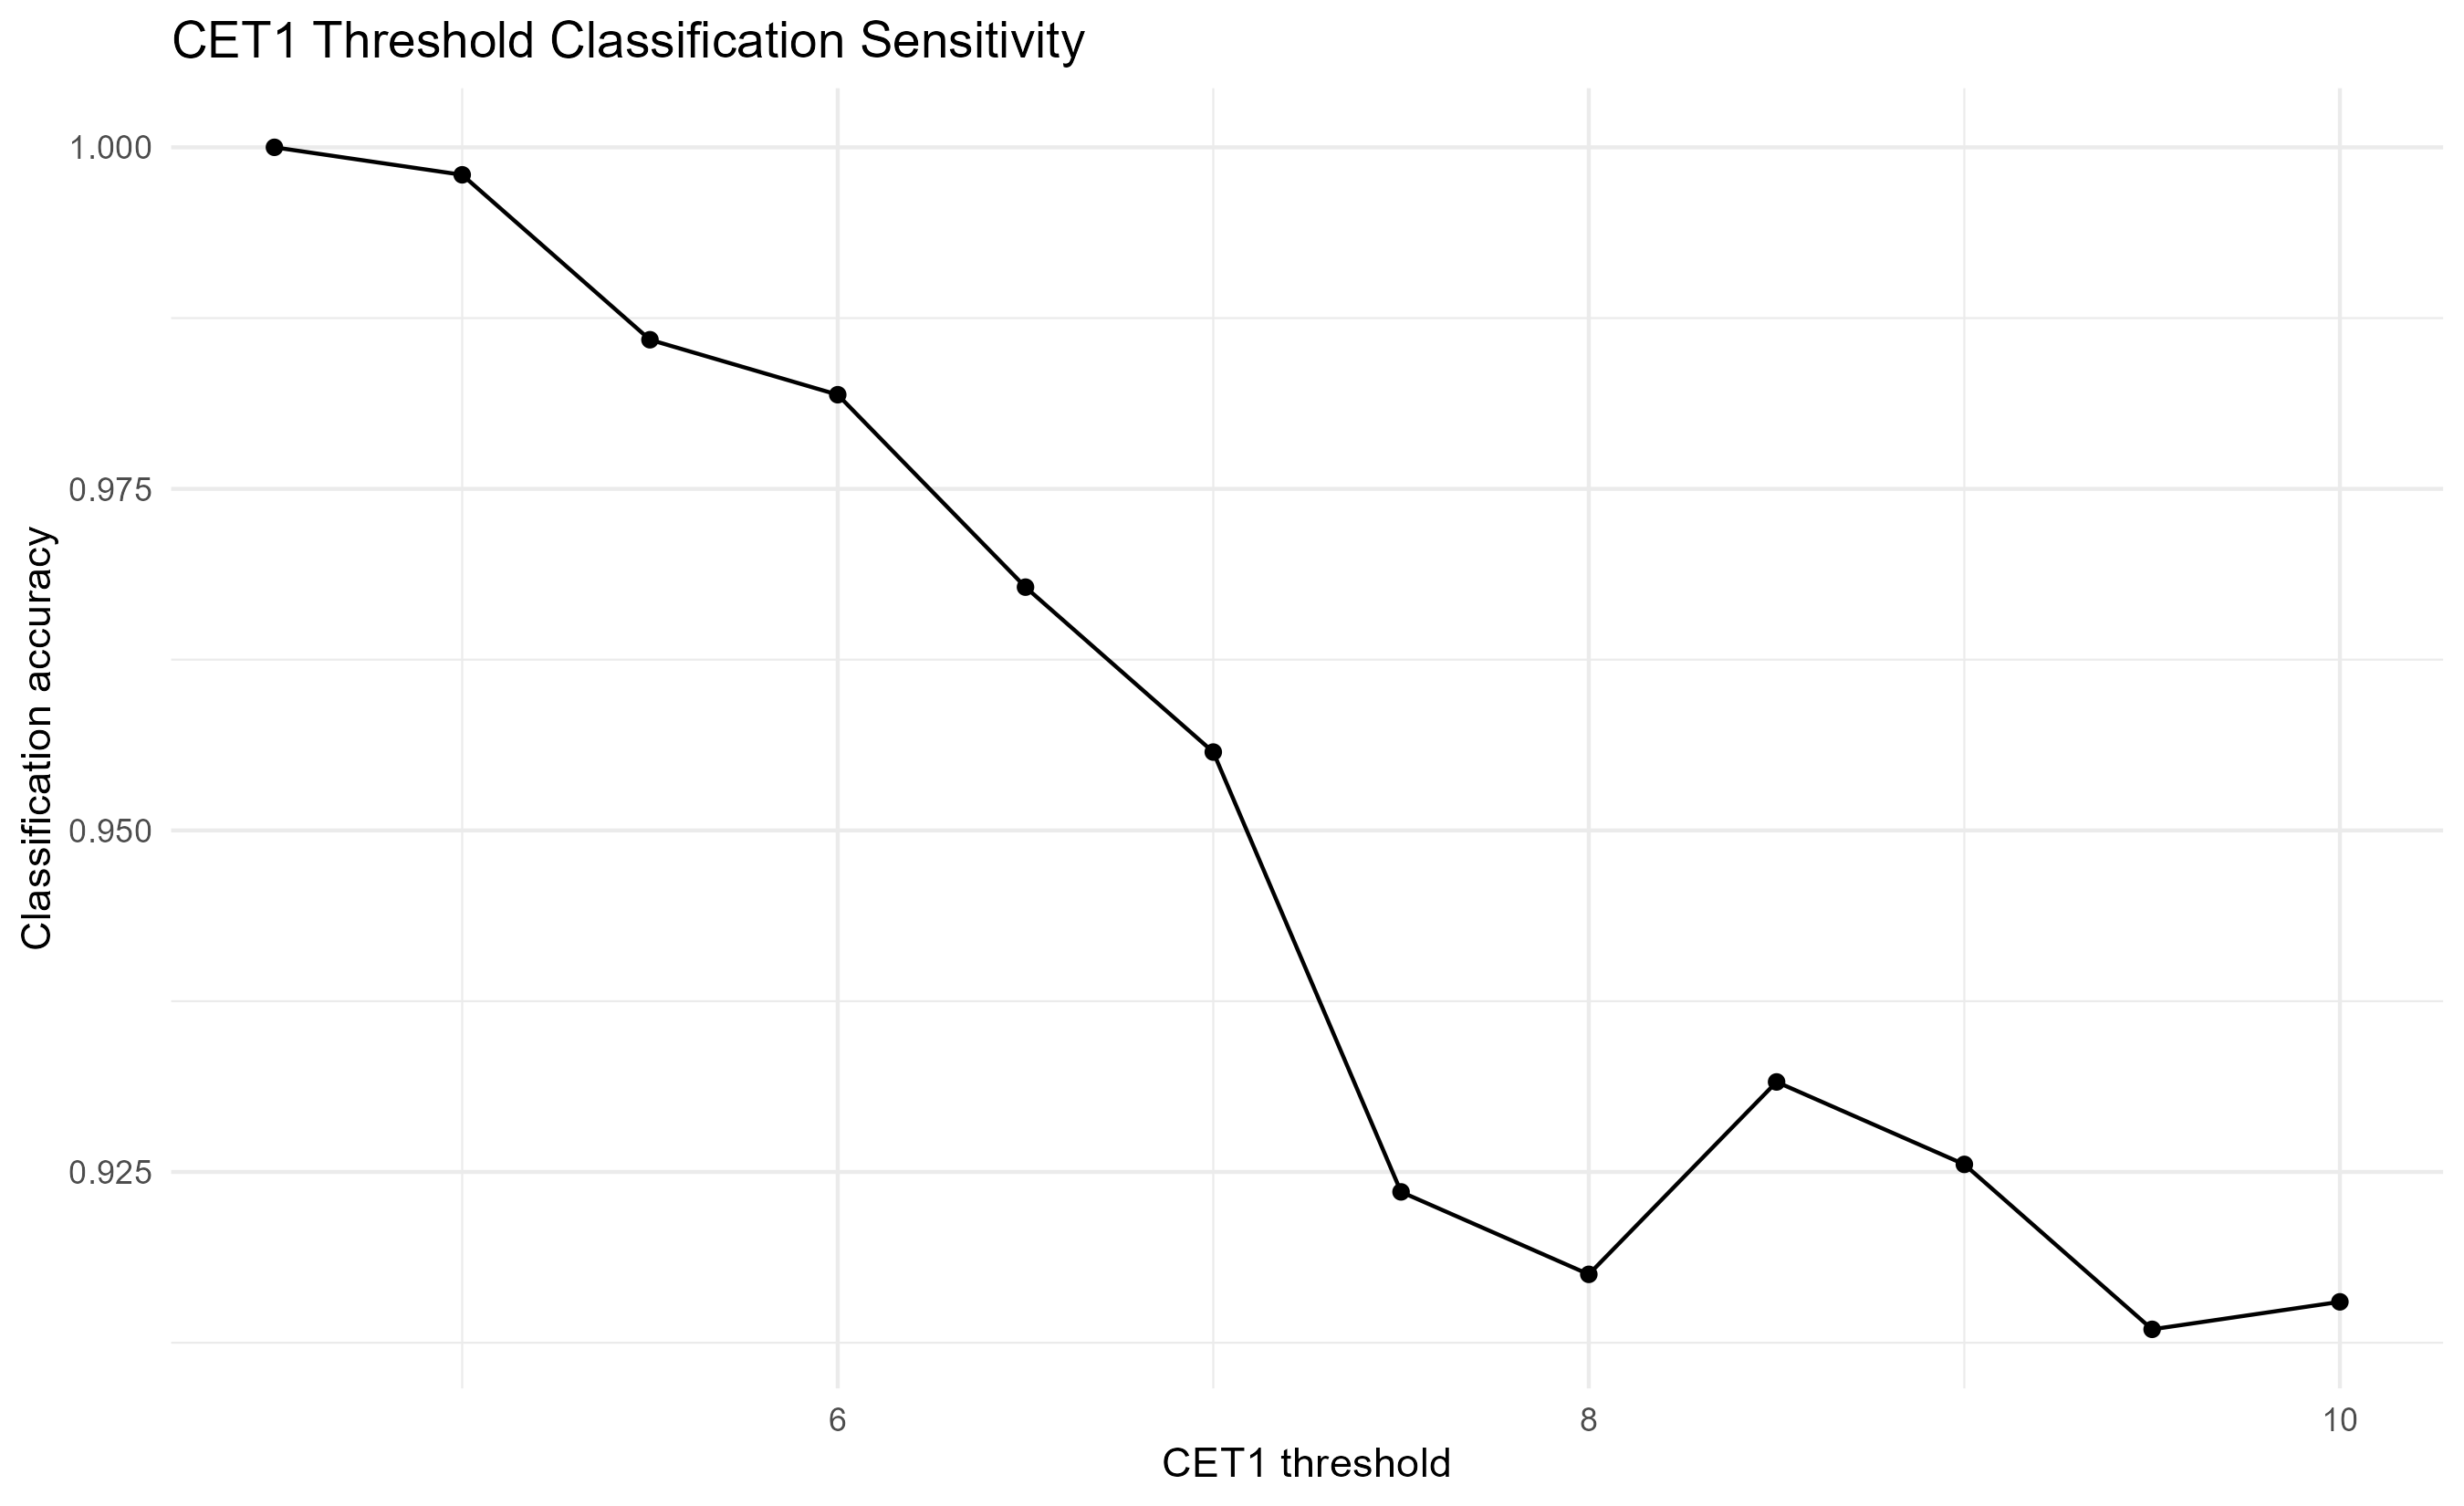 CET1 Threshold Classification Sensitivity
Classification accuracy
1.000
0.975
0.950
0.925
6 8 10
CET1 threshold